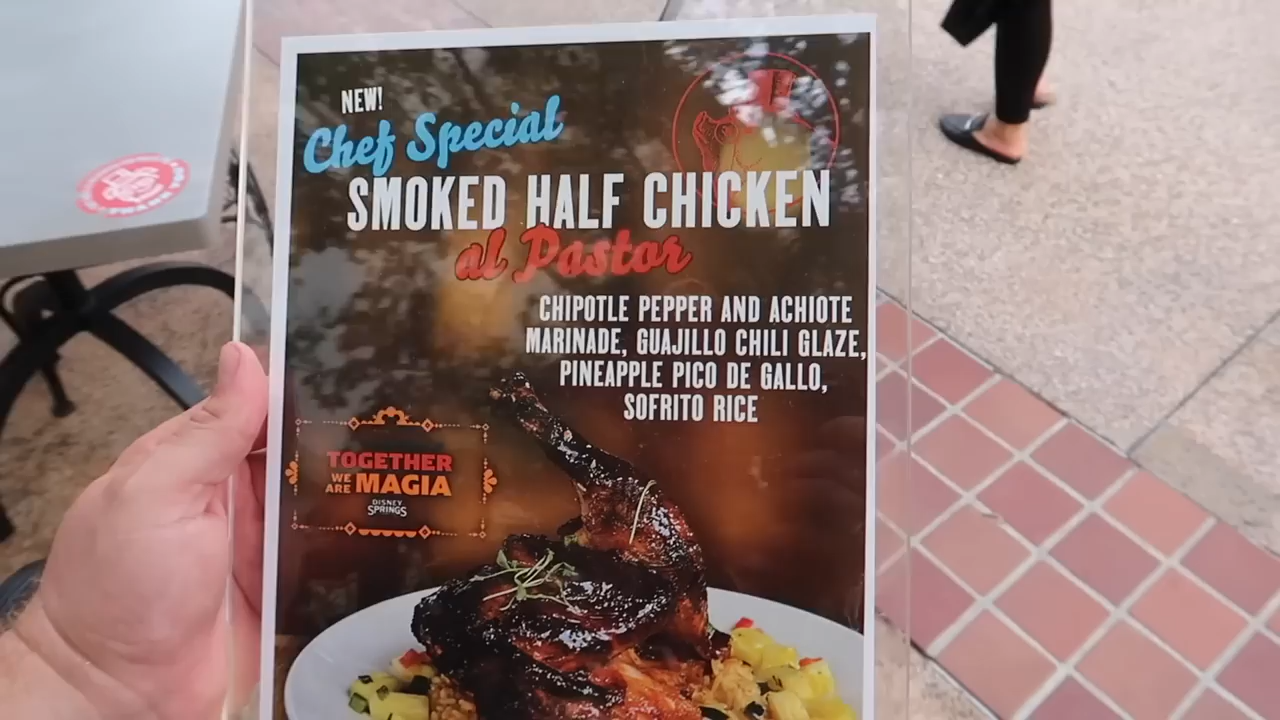 NEW!
Chef Special
SMOKED HALF CHICKEN
al Pastor
CHIPOTLE PEPPER AND ACHIOTE
MARINADE, GUAJILLO CHILI GLAZE,
PINEAPPLE PICO DE GALLO,
SOFRITO RICE
TOGETHER
WE ARE MAGIA
DISNEY
SPRINGS